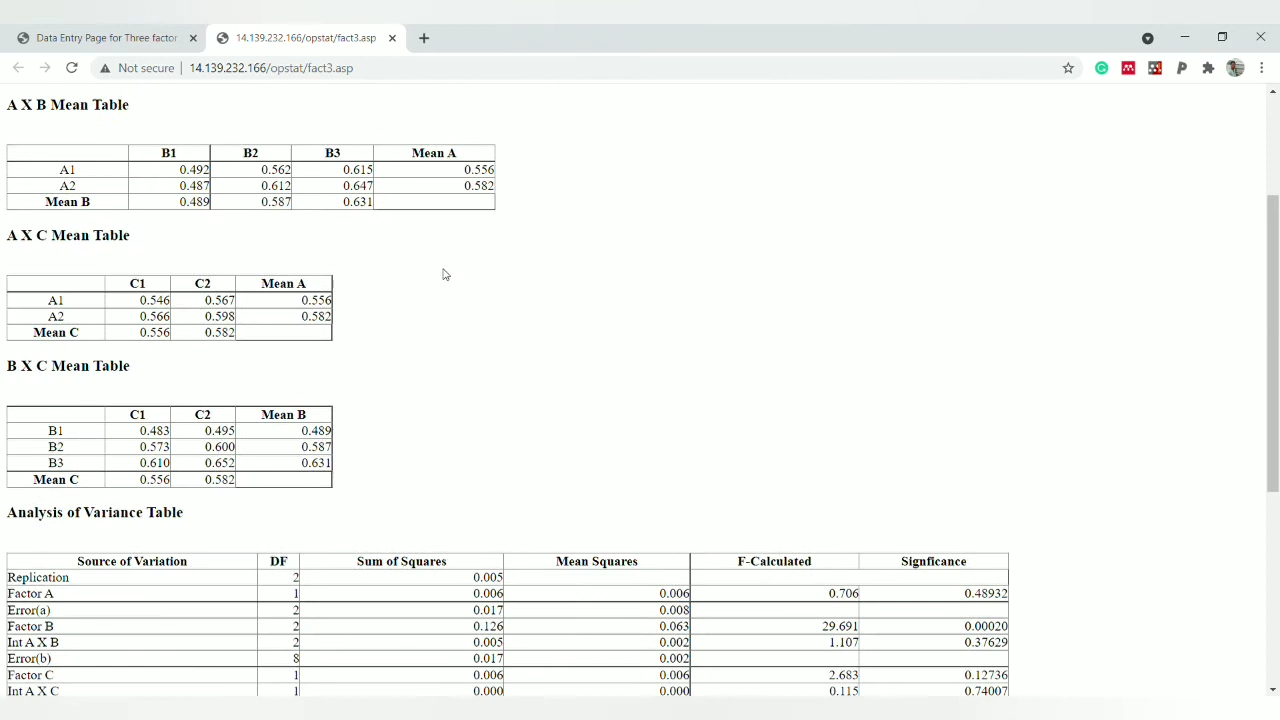 Data Entry Page for Three factor
14.139.232.166/opstat/fact3.asp
Not secure | 14.139.232.166/opstat/fact3.asp
A X B Mean Table
B1 B2 B3 Mean A
A1 0.492 0.562 0.615 0.556
A2 0.487 0.612 0.647 0.582
Mean B 0.489 0.587 0.631
A X C Mean Table
C1 C2 Mean A
A1 0.546 0.567 0.556
A2 0.566 0.598 0.582
Mean C 0.556 0.582
B X C Mean Table
C1 C2 Mean B
B1 0.483 0.495 0.489
B2 0.573 0.600 0.587
B3 0.610 0.652 0.631
Mean C 0.556 0.582
Analysis of Variance Table
Source of Variation DF Sum of Squares Mean Squares F-Calculated Signficance
Replication 2 0.005
Factor A 1 0.006 0.006 0.706 0.48932
Error(a) 2 0.017 0.008
Factor B 2 0.126 0.063 29.691 0.00020
Int A X B 2 0.005 0.002 1.107 0.37629
Error(b) 8 0.017 0.002
Factor C 1 0.006 0.006 2.683 0.12736
Int A X C 1 0.000 0.000 0.115 0.74007